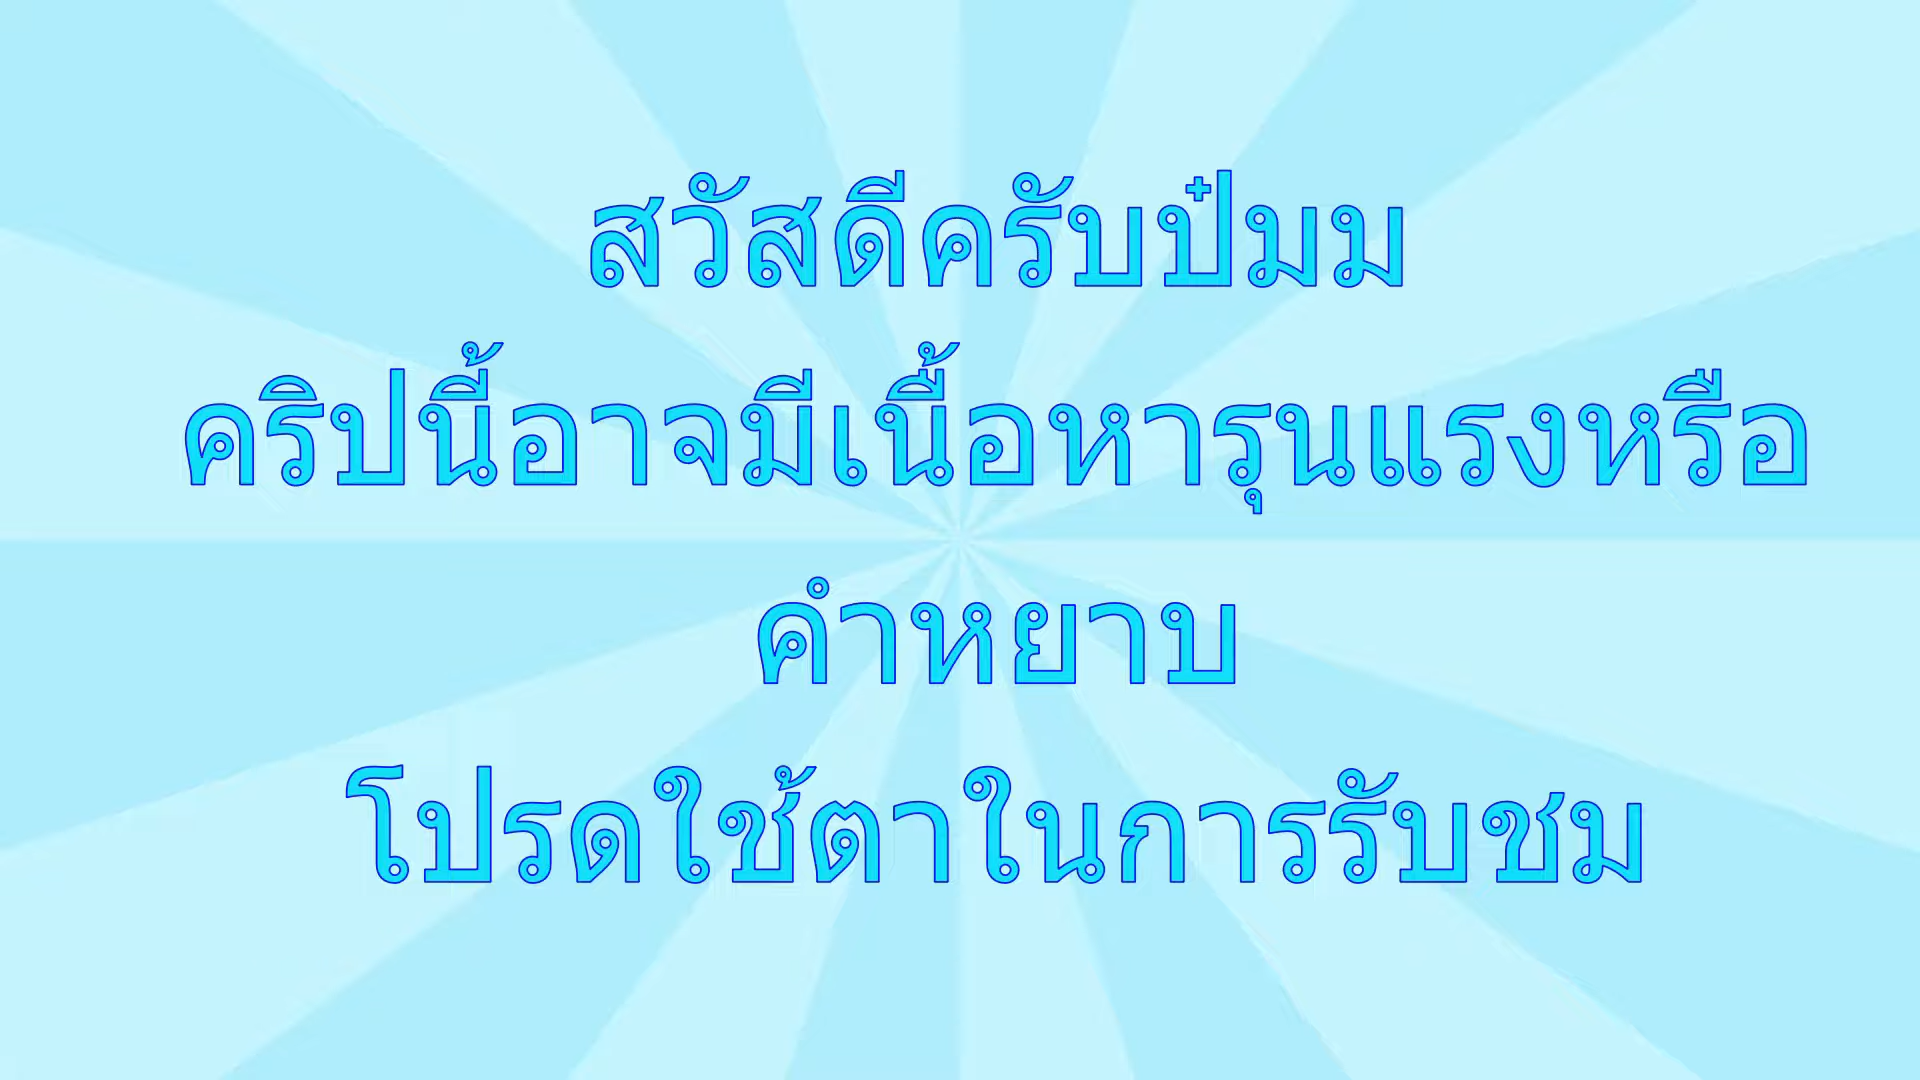 สวัสดีครับป๋มม
คริปนี้อาจมีเนื้อหารุนแรงหรือ
คำหยาบ
โปรดใช้ตาในการรับชม